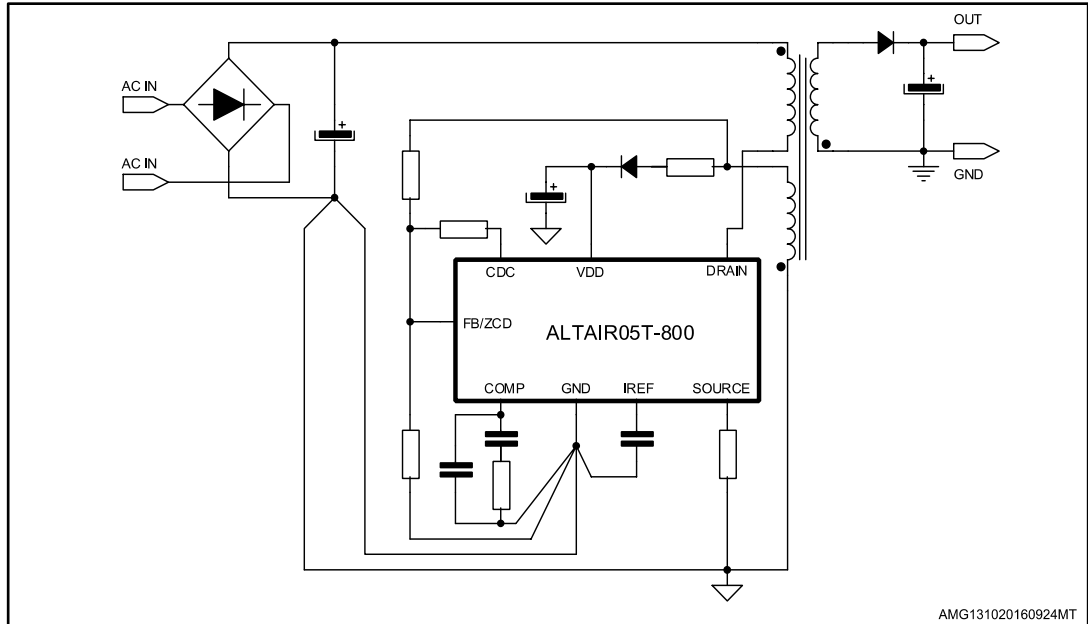 OUT
AC IN
AC IN
GND
CDC
VDD
DRAIN
FB/ZCD
ALTAIR05T-800
COMP
GND
IREF
SOURCE
AMG131020160924MT